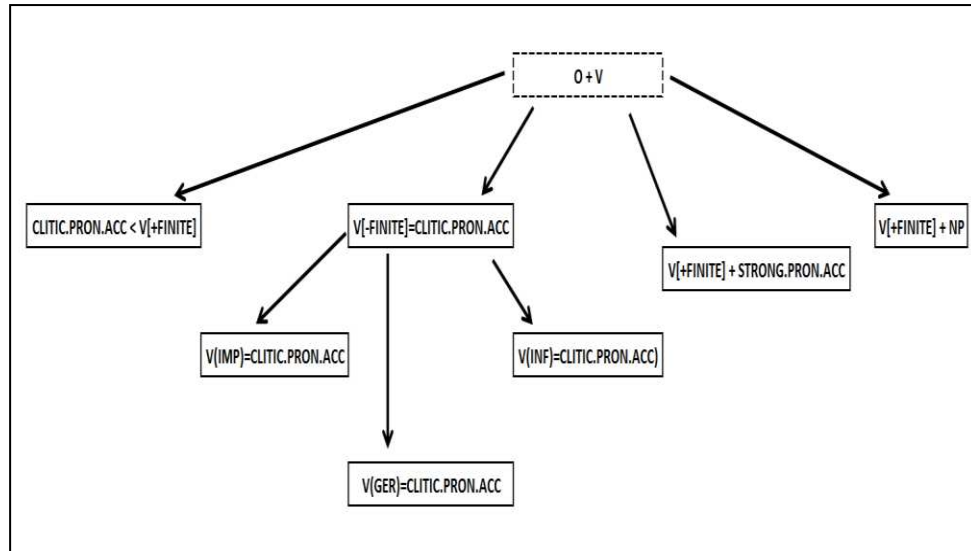 O + V
CLITIC.PRON.ACC < V[+FINITE]
V[-FINITE]=CLITIC.PRON.ACC
V[+FINITE] + STRONG.PRON.ACC
V[+FINITE] + NP
V(IMP)=CLITIC.PRON.ACC
V(INF)=CLITIC.PRON.ACC)
V(GER)=CLITIC.PRON.ACC